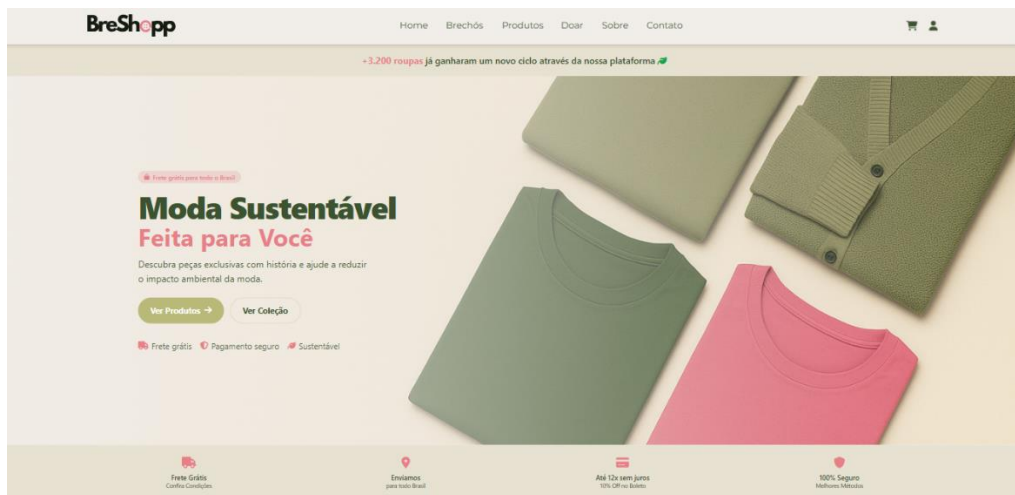 BreShopp
Home Brechós Produtos Doar Sobre Contato
+3.200 roupas já ganharam um novo ciclo através da nossa plataforma
Frete grátis para todo o Brasil
Moda Sustentável
Feita para Você
Descubra peças exclusivas com história e ajude a reduzir
o impacto ambiental da moda.
Ver Produtos → Ver Coleção
Frete grátis Pagamento seguro Sustentável
Frete Grátis
Confira Condições
Enviamos
para todo Brasil
Até 12x sem juros
10% Off no Boleto
100% Seguro
Melhores Métodos